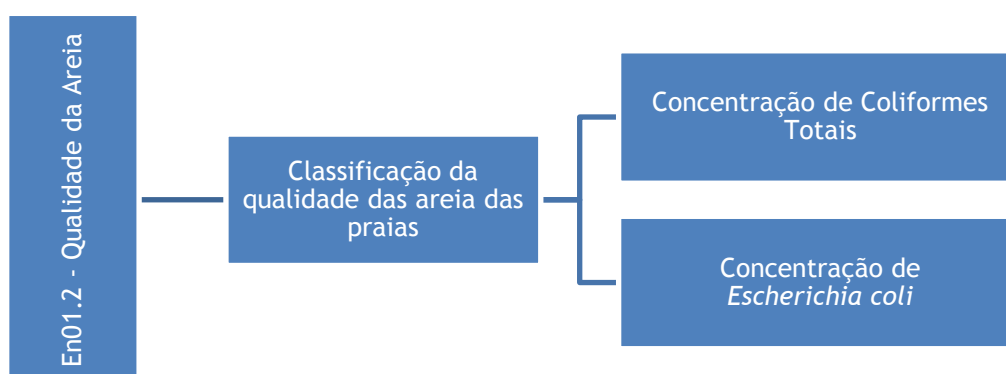 En01.2 - Qualidade da Areia
Classificação da
qualidade das areia das
praias
Concentração de Coliformes
Totais
Concentração de
Escherichia coli